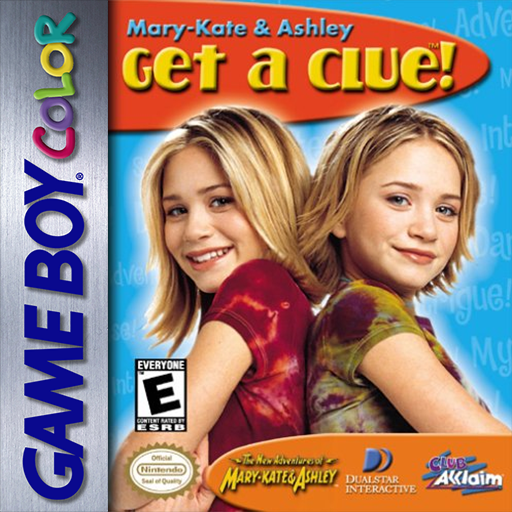 Mary-Kate & Ashley
Get a Clue!™
GAME BOY COLOR
EVERYONE
E
CONTENT RATED BY
ESRB
Official
Nintendo
Seal of Quality
The New Adventures of
MARY-KATE & ASHLEY
DUALSTAR
INTERACTIVE
CLUB
AKlaim